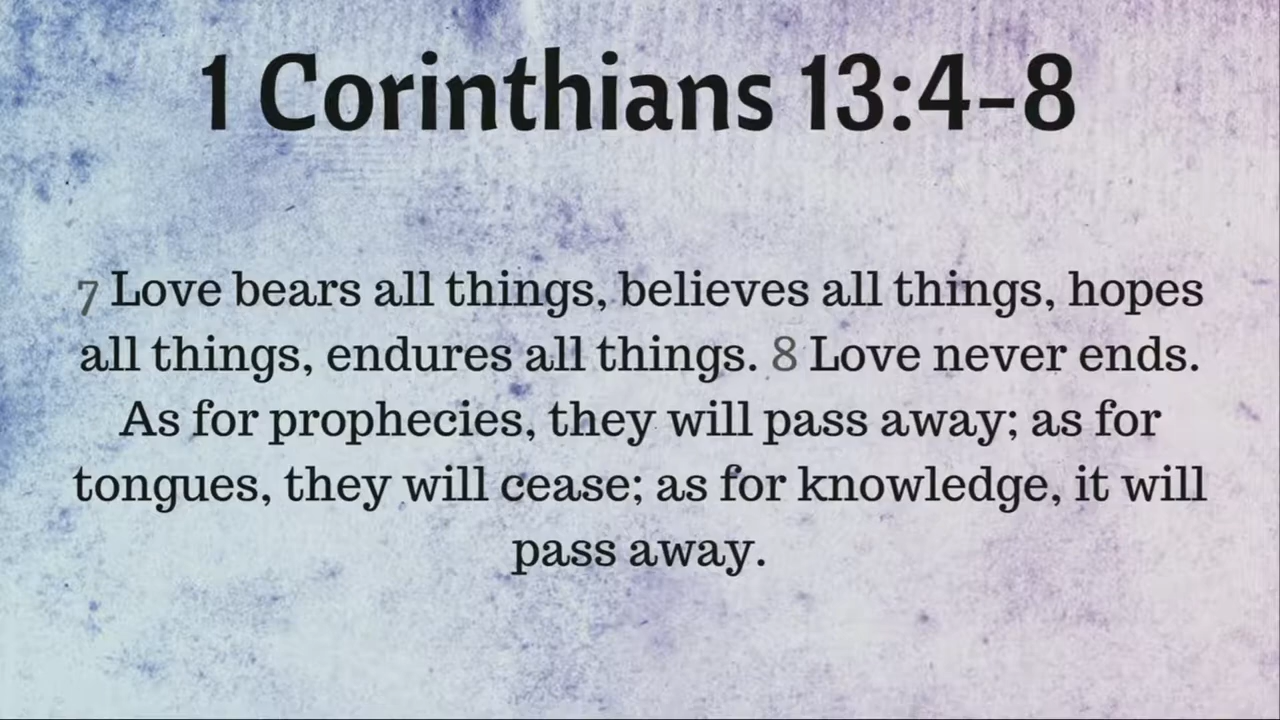 1 Corinthians 13:4–8
7 Love bears all things, believes all things, hopes
all things, endures all things. 8 Love never ends.
As for prophecies, they will pass away; as for
tongues, they will cease; as for knowledge, it will
pass away.